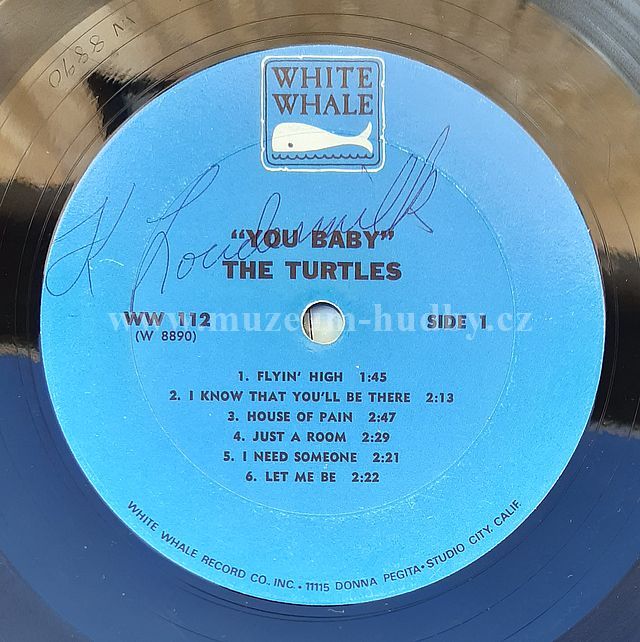 W 8890
WHITE
WHALE
K Loudermilk
"YOU BABY"
THE TURTLES
www.muzeum-hudby.cz
WW 112
SIDE 1
(W 8890)
1. FLYIN' HIGH 1:45
2. I KNOW THAT YOU'LL BE THERE 2:13
3. HOUSE OF PAIN 2:47
4. JUST A ROOM 2:29
5. I NEED SOMEONE 2:21
6. LET ME BE 2:22
WHITE WHALE RECORD CO., INC. • 11115 DONNA PEGITA • STUDIO CITY, CALIF.